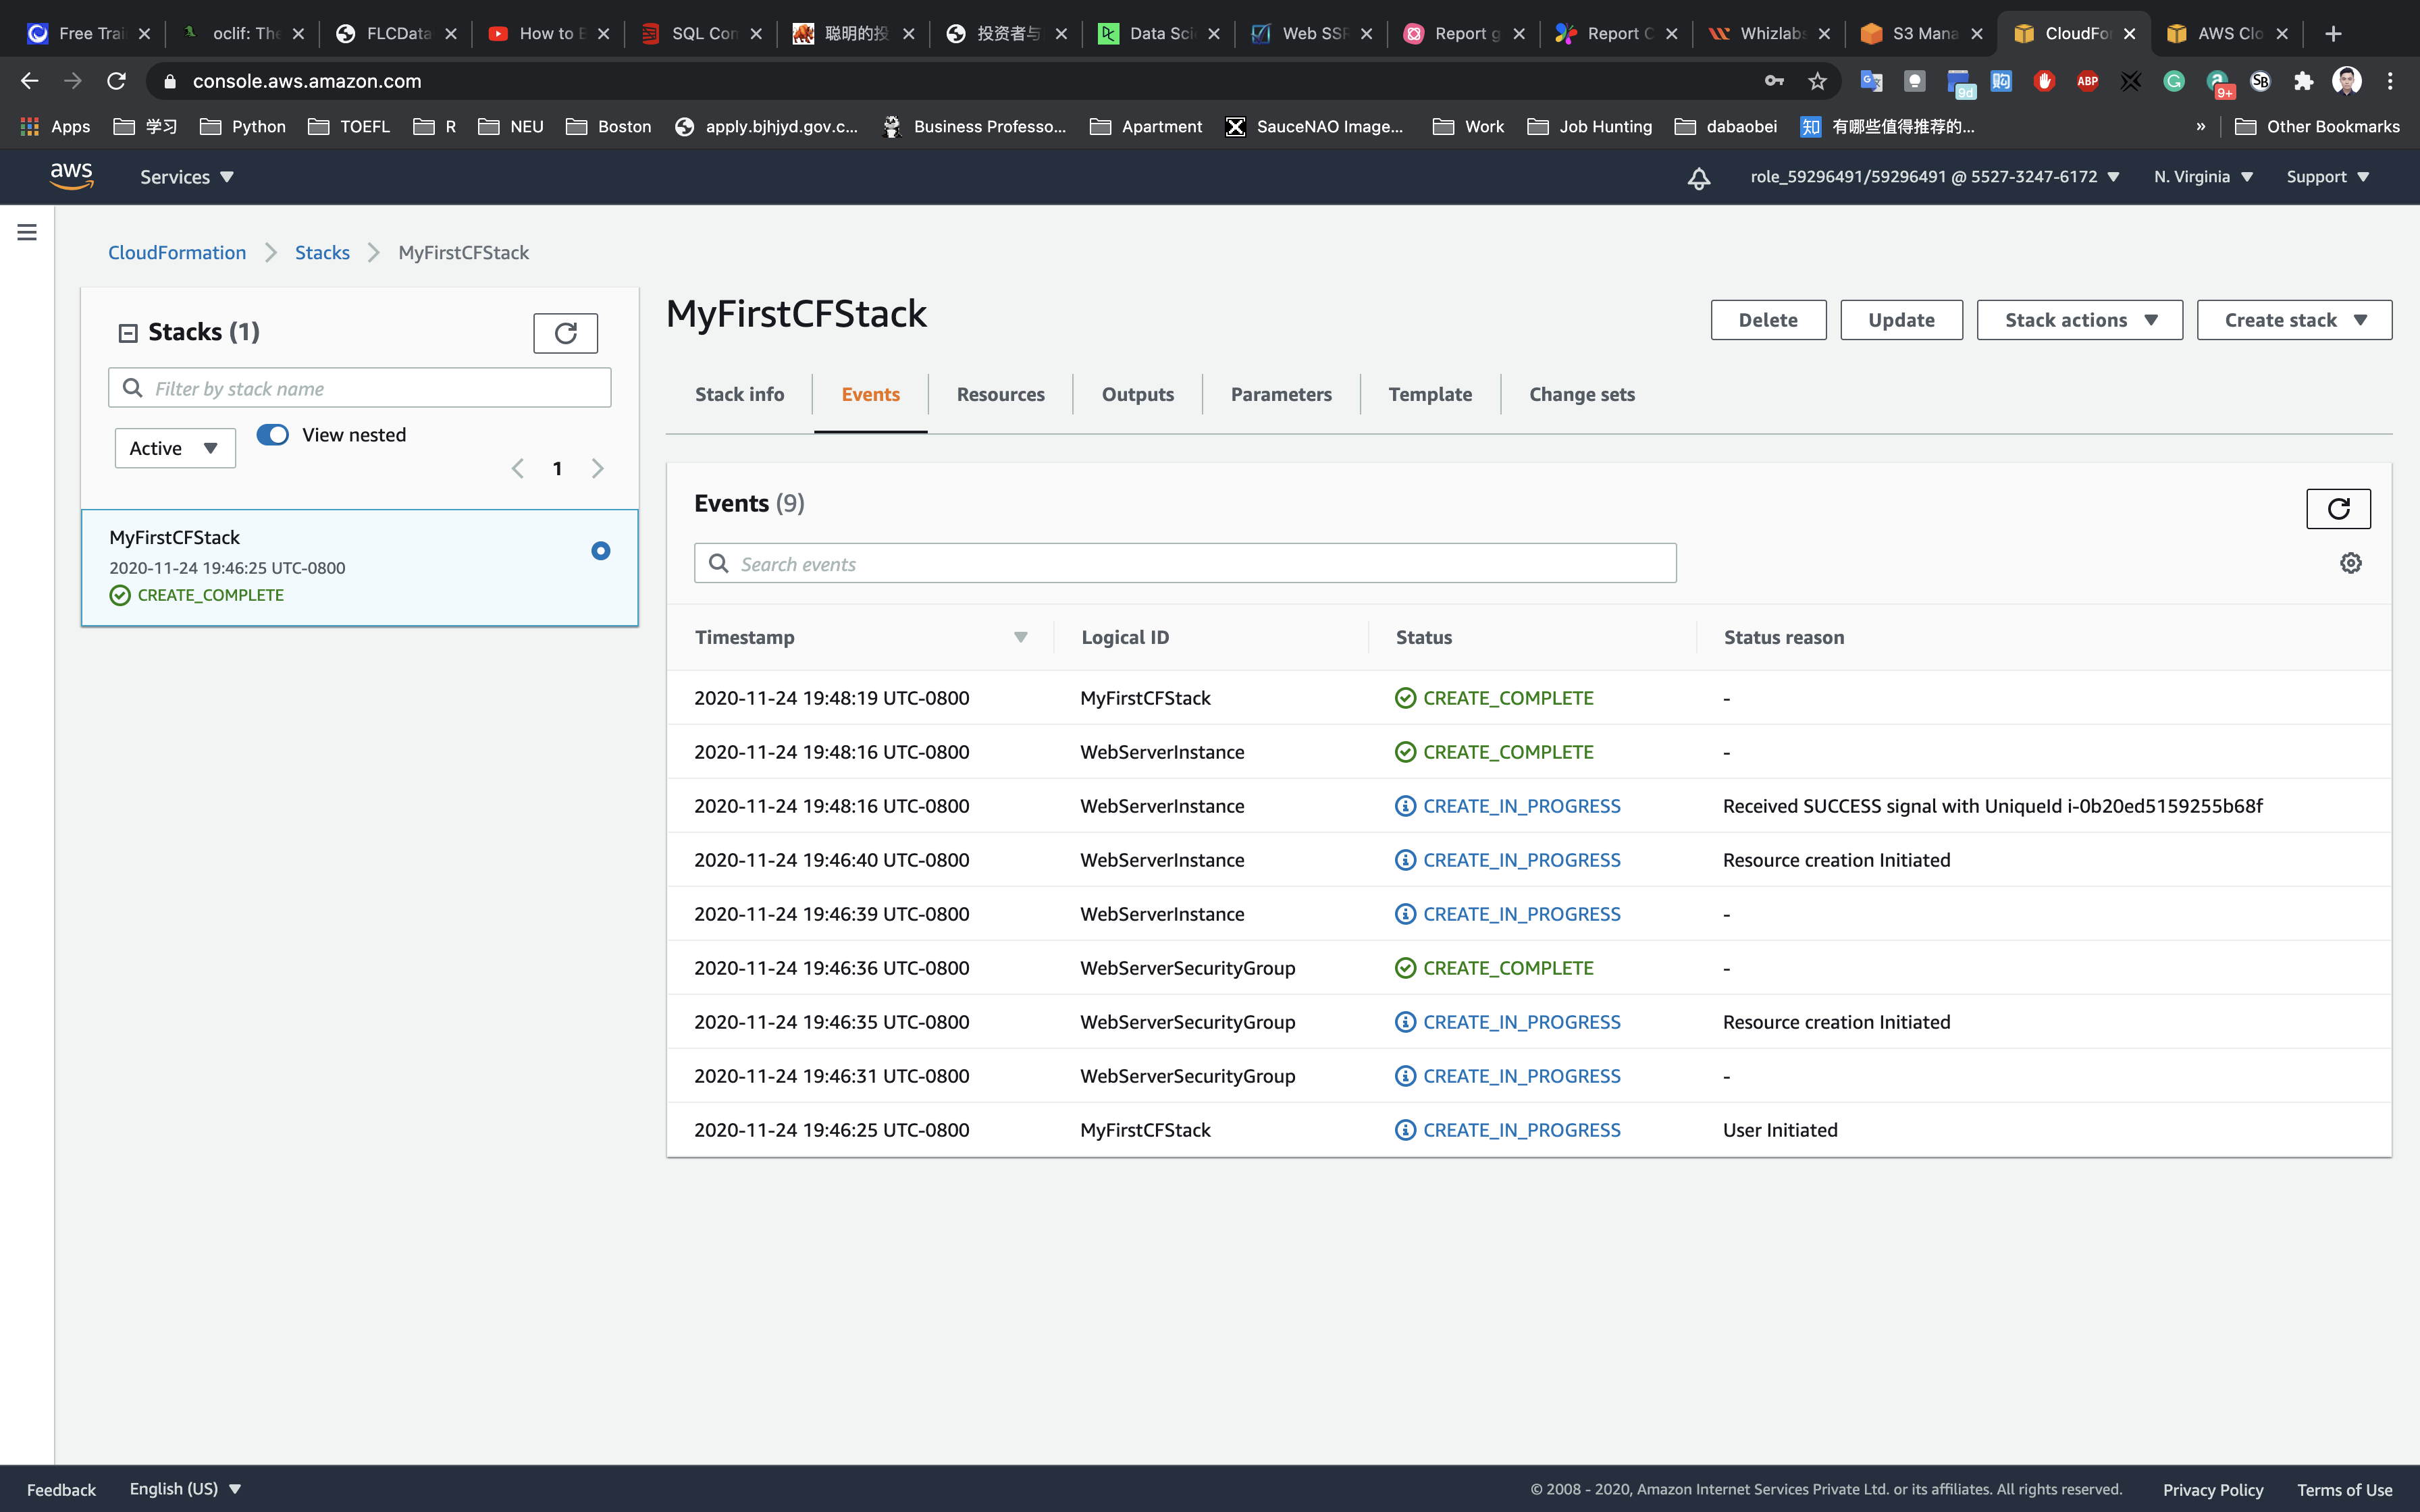 Free Trai
oclif: The
FLCData
How to B
SQL Con
聪明的投
投资者与
Data Sci
Web SSR
Report g
Report C
Whizlabs
S3 Mana
CloudFor
AWS Clo
console.aws.amazon.com
9d
购
ABP
G
9+
SB
Apps
学习
Python
TOEFL
R
NEU
Boston
apply.bjhjyd.gov.c...
Business Professo...
Apartment
SauceNAO Image...
Work
Job Hunting
dabaobei
知 有哪些值得推荐的...
»
Other Bookmarks
aws
Services
role_59296491/59296491 @ 5527-3247-6172
N. Virginia
Support
CloudFormation
Stacks
MyFirstCFStack
Stacks (1)
Filter by stack name
Active
View nested
1
MyFirstCFStack
2020-11-24 19:46:25 UTC-0800
CREATE_COMPLETE
MyFirstCFStack
Delete
Update
Stack actions
Create stack
Stack info
Events
Resources
Outputs
Parameters
Template
Change sets
Events (9)
Search events
Timestamp Logical ID Status Status reason
2020-11-24 19:48:19 UTC-0800 MyFirstCFStack CREATE_COMPLETE -
2020-11-24 19:48:16 UTC-0800 WebServerInstance CREATE_COMPLETE -
2020-11-24 19:48:16 UTC-0800 WebServerInstance CREATE_IN_PROGRESS Received SUCCESS signal with UniqueId i-0b20ed5159255b68f
2020-11-24 19:46:40 UTC-0800 WebServerInstance CREATE_IN_PROGRESS Resource creation Initiated
2020-11-24 19:46:39 UTC-0800 WebServerInstance CREATE_IN_PROGRESS -
2020-11-24 19:46:36 UTC-0800 WebServerSecurityGroup CREATE_COMPLETE -
2020-11-24 19:46:35 UTC-0800 WebServerSecurityGroup CREATE_IN_PROGRESS Resource creation Initiated
2020-11-24 19:46:31 UTC-0800 WebServerSecurityGroup CREATE_IN_PROGRESS -
2020-11-24 19:46:25 UTC-0800 MyFirstCFStack CREATE_IN_PROGRESS User Initiated
Feedback
English (US)
© 2008 - 2020, Amazon Internet Services Private Ltd. or its affiliates. All rights reserved.
Privacy Policy
Terms of Use